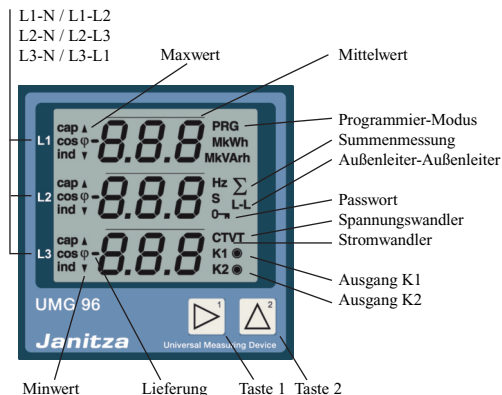 L1-N / L1-L2
L2-N / L2-L3
L3-N / L3-L1
Maxwert
Mittelwert
L1
cap ▲
cos φ
ind ▼
-8.8.8
PRG
MkWh
MkVArh
L2
cap ▲
cos φ
ind ▼
-8.8.8
Hz Σ
S L-L
L3
cap ▲
cos φ
ind ▼
-8.8.8
CTVT
K1
K2
Programmier-Modus
Summenmessung
Außenleiter-Außenleiter
Passwort
Spannungswandler
Stromwandler
Ausgang K1
Ausgang K2
UMG 96
1
2
Janitza
Universal Measuring Device
Minwert
Lieferung
Taste 1
Taste 2